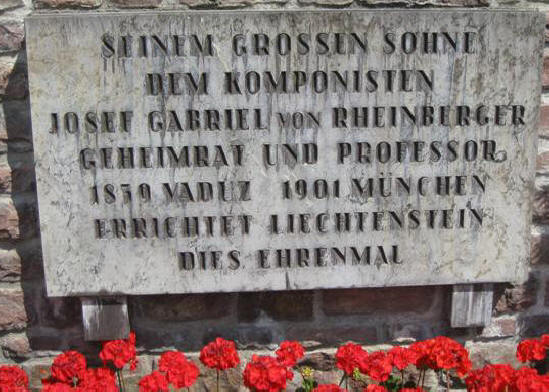 SEINEM GROSSEN SOHNE
DEM KOMPONISTEN
JOSEF GABRIEL VON RHEINBERGER
GEHEIMRAT UND PROFESSOR
1839 VADUZ 1901 MÜNCHEN
ERRICHTET LIECHTENSTEIN
DIES EHRENMAL